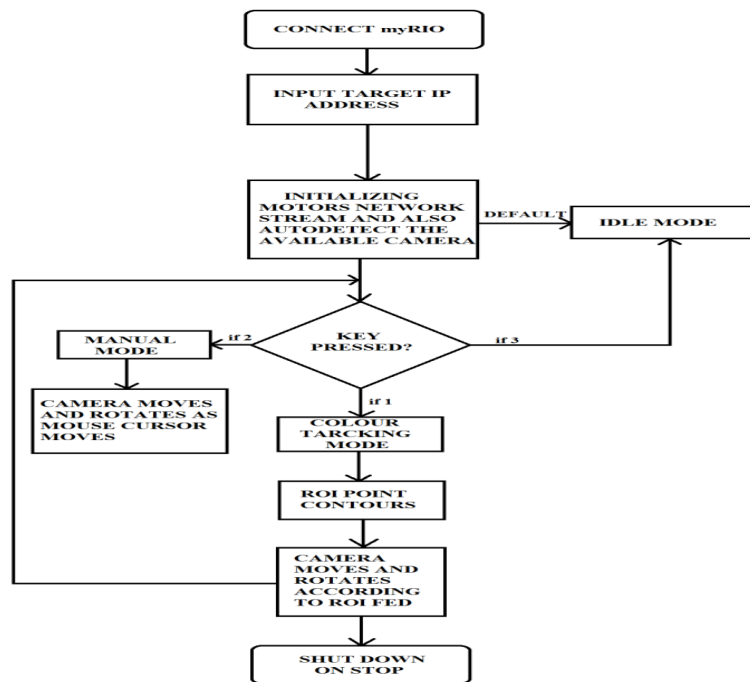 CONNECT myRIO
INPUT TARGET IP
ADDRESS
INITIALIZING
MOTORS NETWORK
STREAM AND ALSO
AUTODETECT THE
AVAILABLE CAMERA
DEFAULT
IDLE MODE
KEY
PRESSED?
if 2
if 3
MANUAL
MODE
CAMERA MOVES
AND ROTATES AS
MOUSE CURSOR
MOVES
if 1
COLOUR
TARCKING
MODE
ROI POINT
CONTOURS
CAMERA
MOVES AND
ROTATES
ACCORDING
TO ROI FED
SHUT DOWN
ON STOP